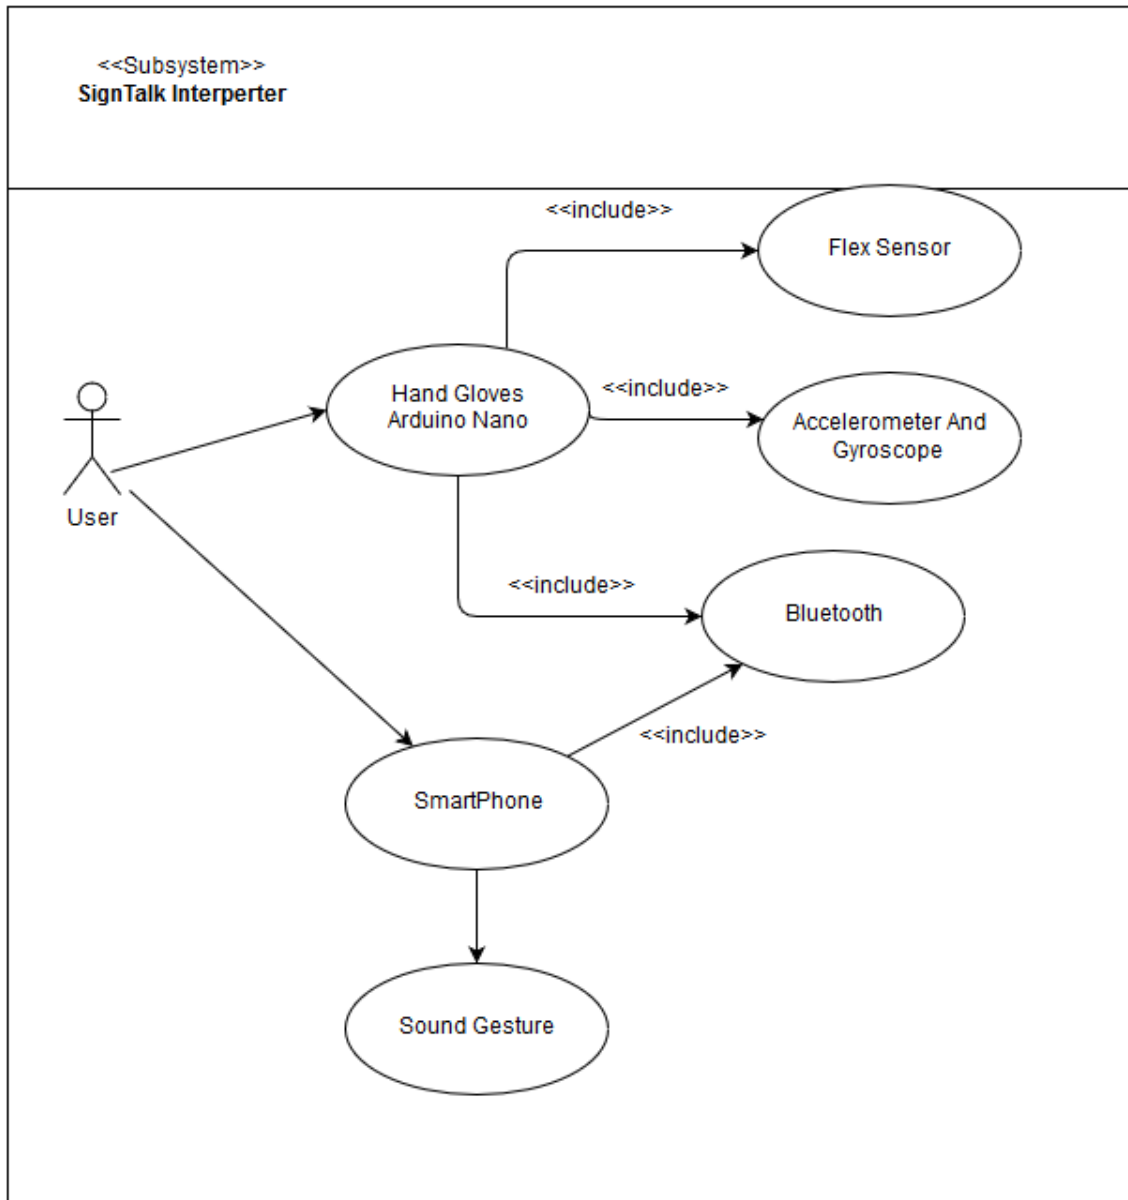 <<Subsystem>>
SignTalk Interperter
<<include>>
Flex Sensor
Hand Gloves
Arduino Nano
<<include>>
Accelerometer And
Gyroscope
User
<<include>>
Bluetooth
<<include>>
SmartPhone
Sound Gesture